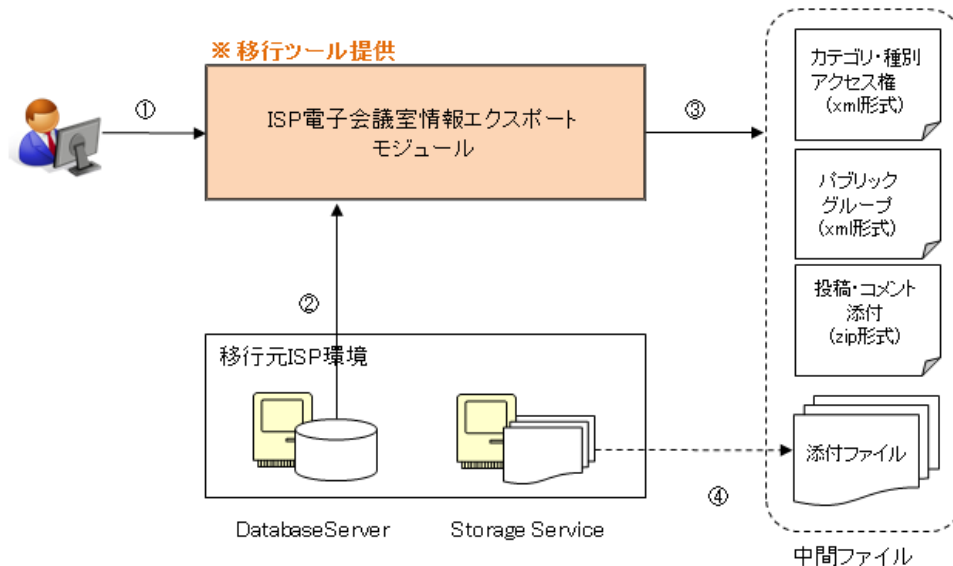 ※ 移行ツール提供
①
ISP電子会議室情報エクスポート
モジュール
③
カテゴリ・種別
アクセス権
(xml形式)
パブリック
グループ
(xml形式)
②
投稿・コメント
添付
(zip形式)
移行元ISP環境
添付ファイル
④
DatabaseServer
Storage Service
中間ファイル